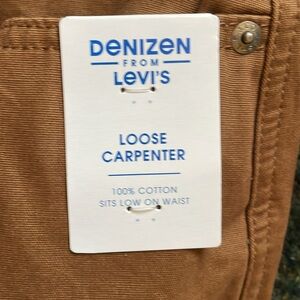 DENIZEN
FROM
LEVI'S
LOOSE
CARPENTER
100% COTTON
SITS LOW ON WAIST